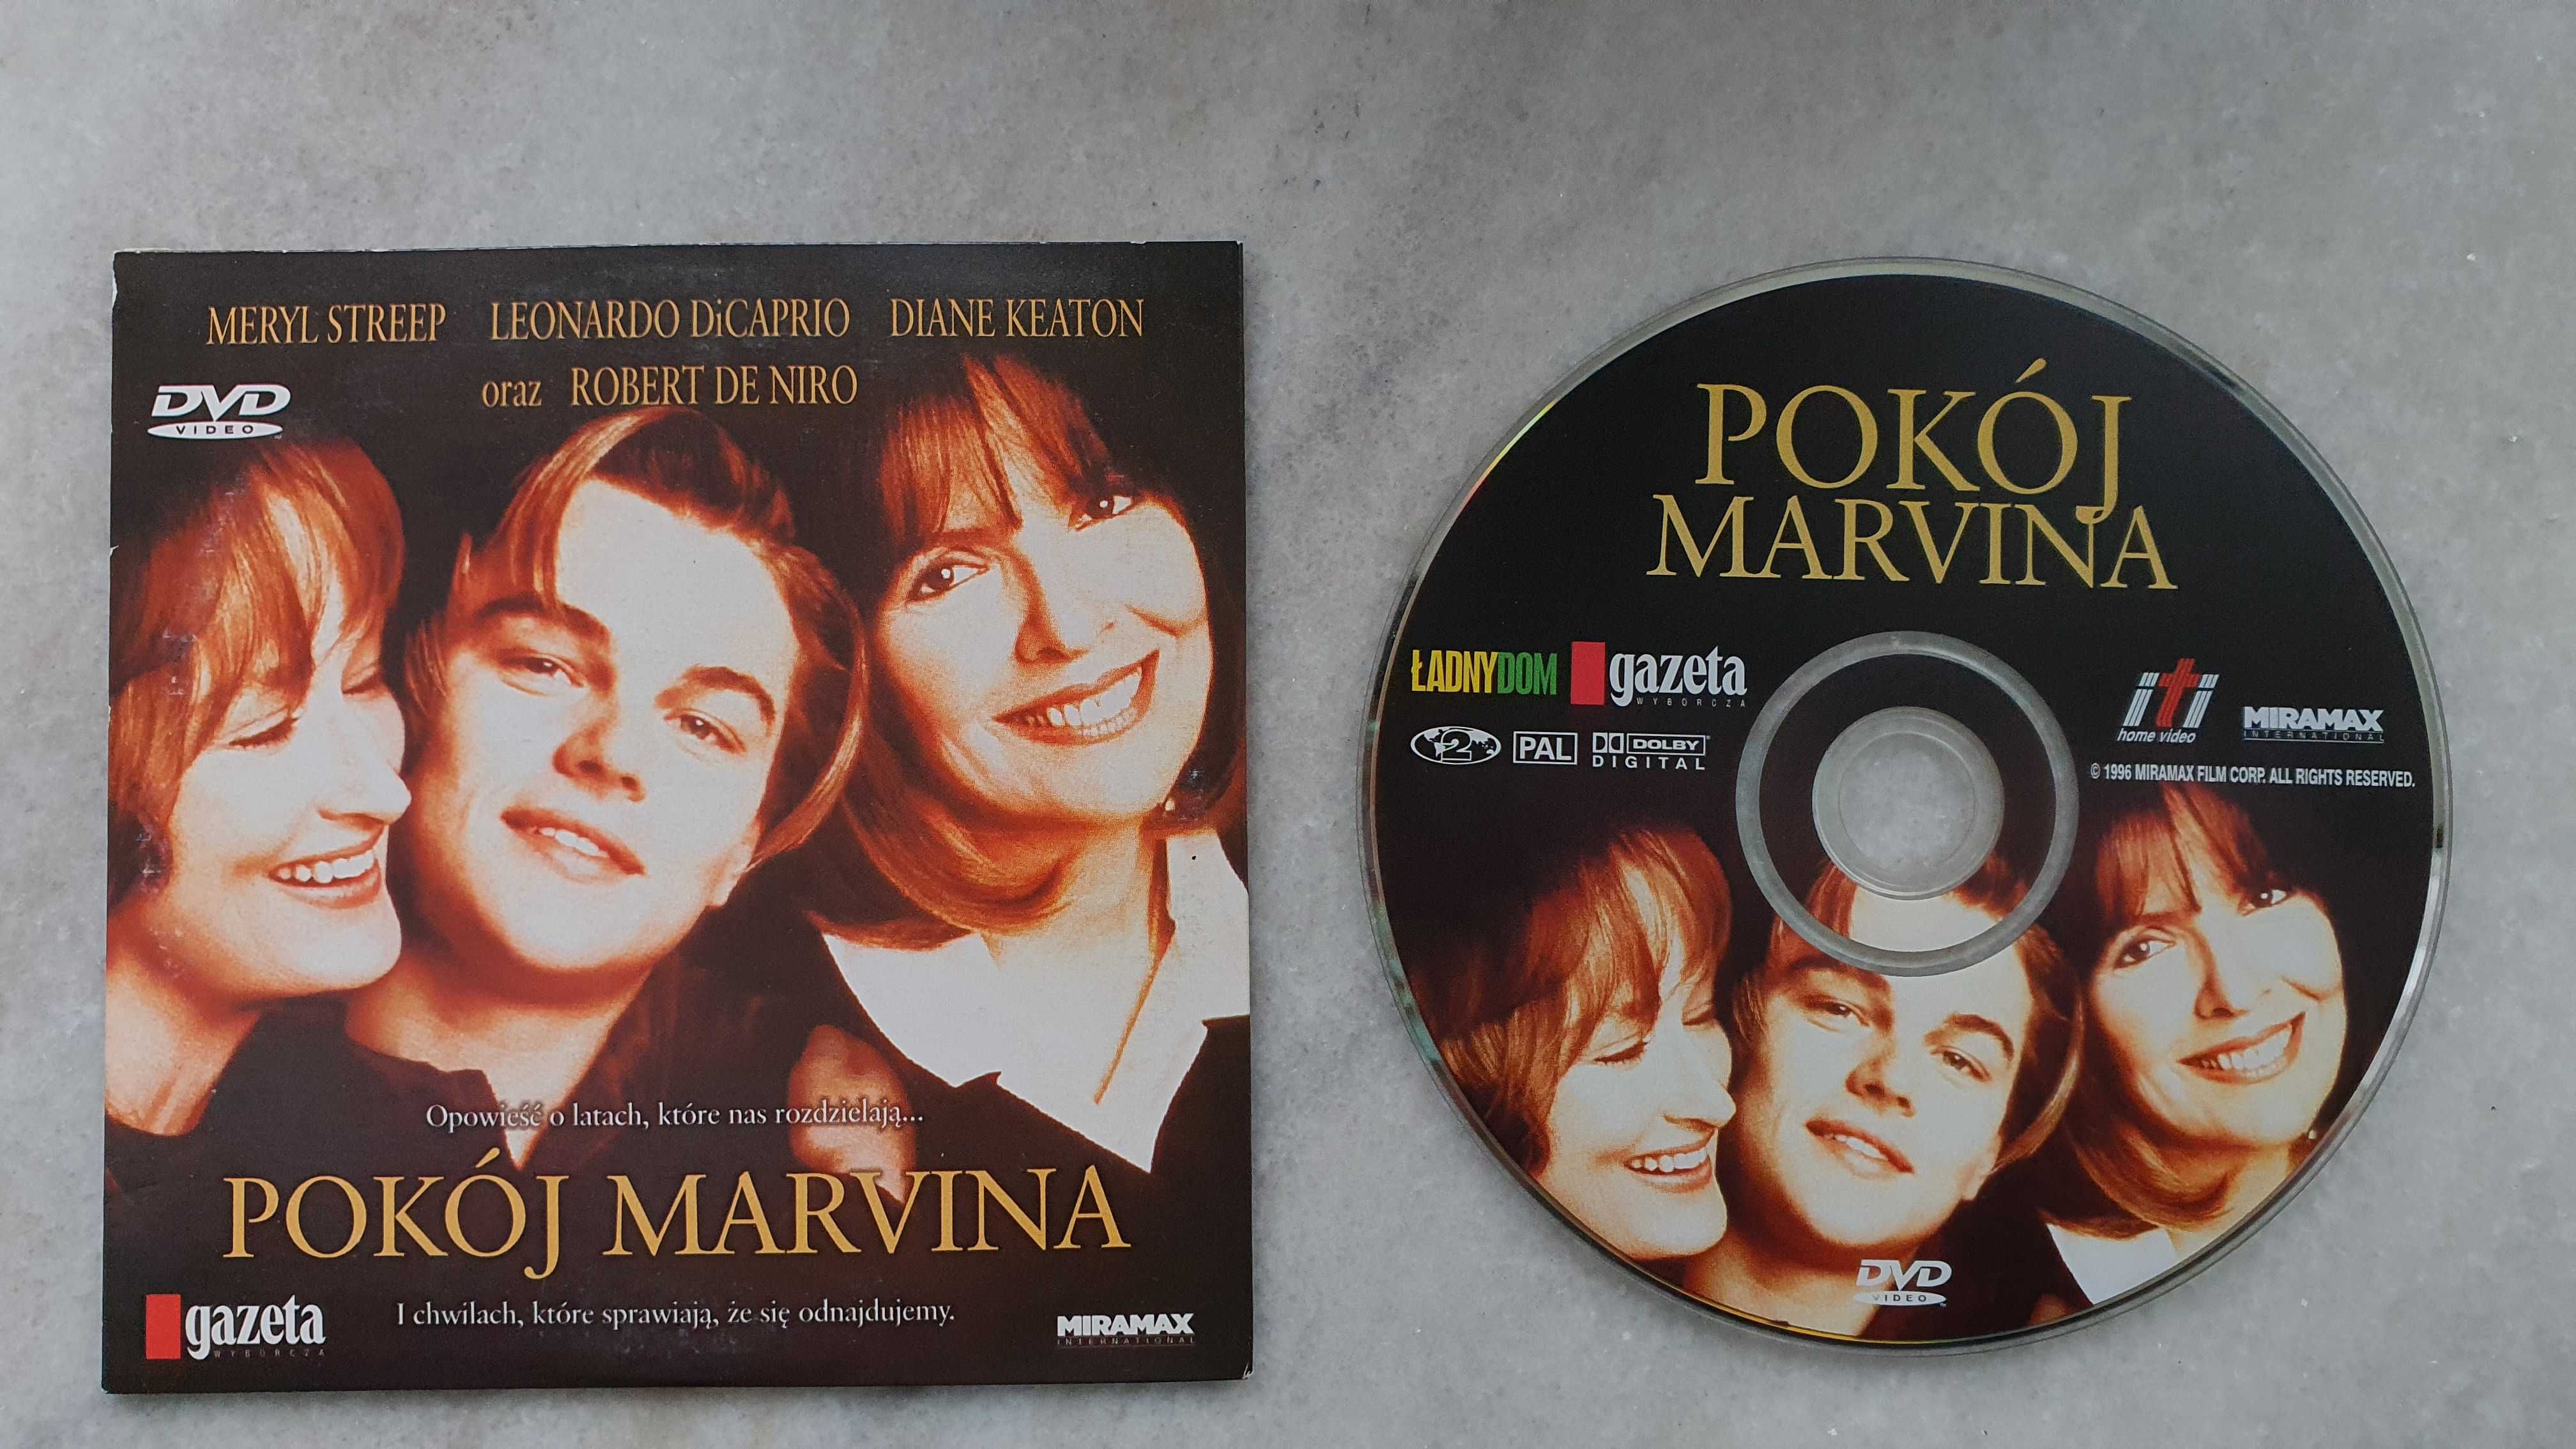 MERYL STREEP LEONARDO DiCAPRIO DIANE KEATON
oraz ROBERT DE NIRO
DVD
VIDEO
Opowieść o latach, które nas rozdzielają...
POKÓJ MARVINA
I chwilach, które sprawiają, że się odnajdujemy.
gazeta
WYBORCZA
MIRAMAX
INTERNATIONAL
POKÓJ
MARVINA
ŁADNYDOM
gazeta
WYBORCZA
2
PAL
DOLBY
DIGITAL
iti
home video
MIRAMAX
INTERNATIONAL
© 1996 MIRAMAX FILM CORP. ALL RIGHTS RESERVED.
DVD
VIDEO